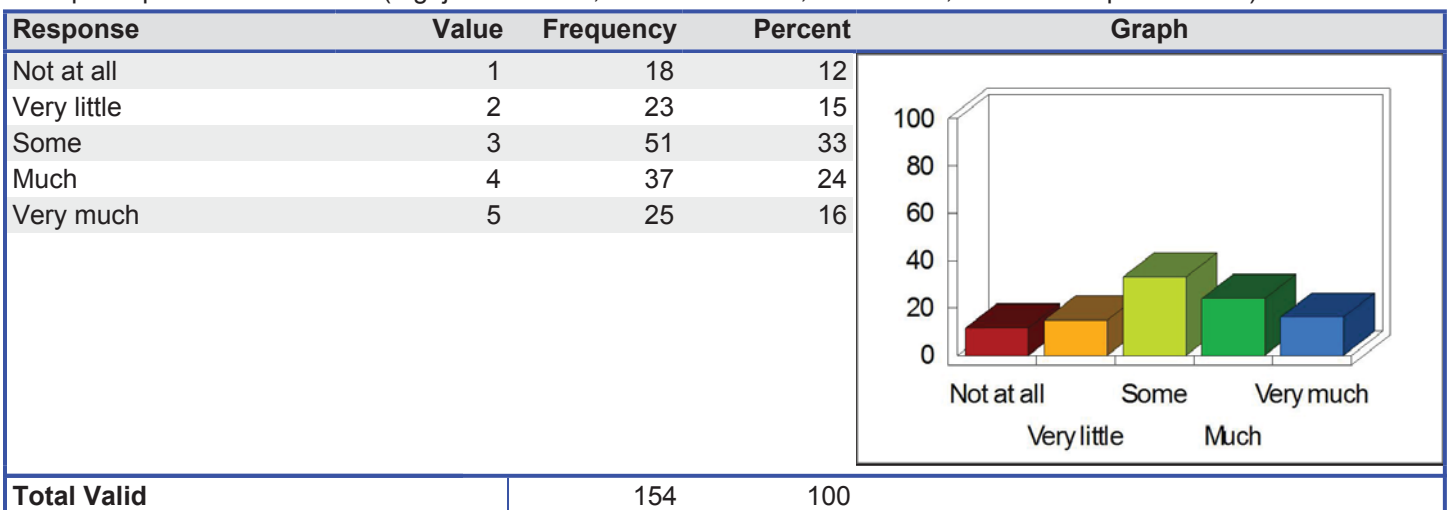 Response Value Frequency Percent Graph
Not at all 1 18 12
Very little 2 23 15
Some 3 51 33
Much 4 37 24
Very much 5 25 16
100
80
60
40
20
0
Not at all Some Very much
Very little Much
Total Valid 154 100